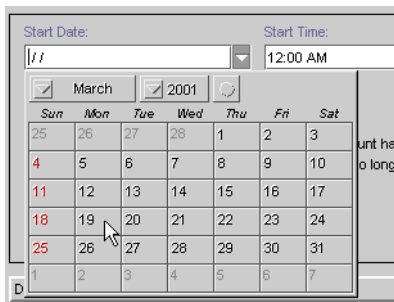 Start Date: Start Time:
/ / 12:00 AM
March 2001
Sun Mon Tue Wed Thu Fri Sat
25 26 27 28 1 2 3
unt ha
4 5 6 7 8 9 10
o long
11 12 13 14 15 16 17
18 19 20 21 22 23 24
25 26 27 28 29 30 31
1 2 3 4 5 6 7
D